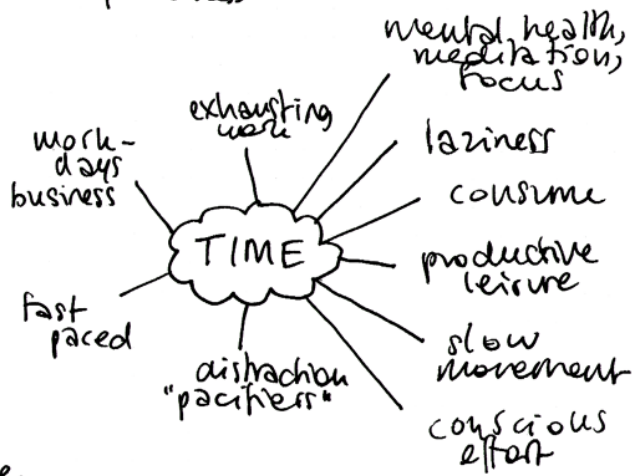 mental health,
meditation,
focus
exhausting
work
work-
days
business
laziness
consume
TIME
productive
leisure
fast
paced
slow
movement
distraction
"pacifiers"
conscious
effort